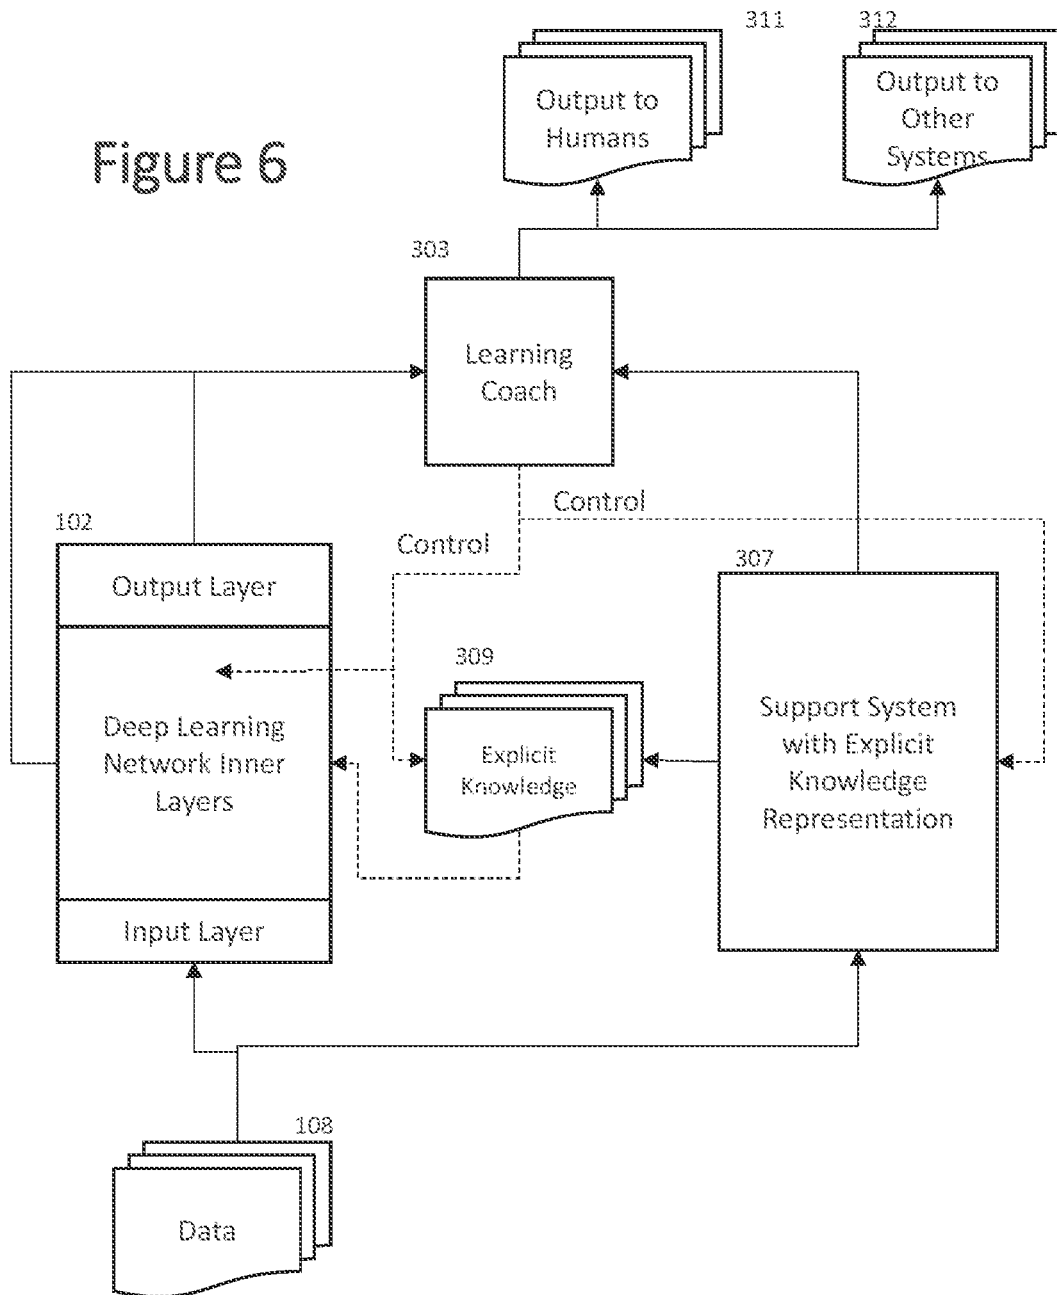 311
312
Output to
Humans
Output to
Other
Systems
Figure 6
303
Learning
Coach
Control
Control
102
307
Output Layer
309
Deep Learning
Network Inner
Layers
Explicit
Knowledge
Support System
with Explicit
Knowledge
Representation
Input Layer
108
Data